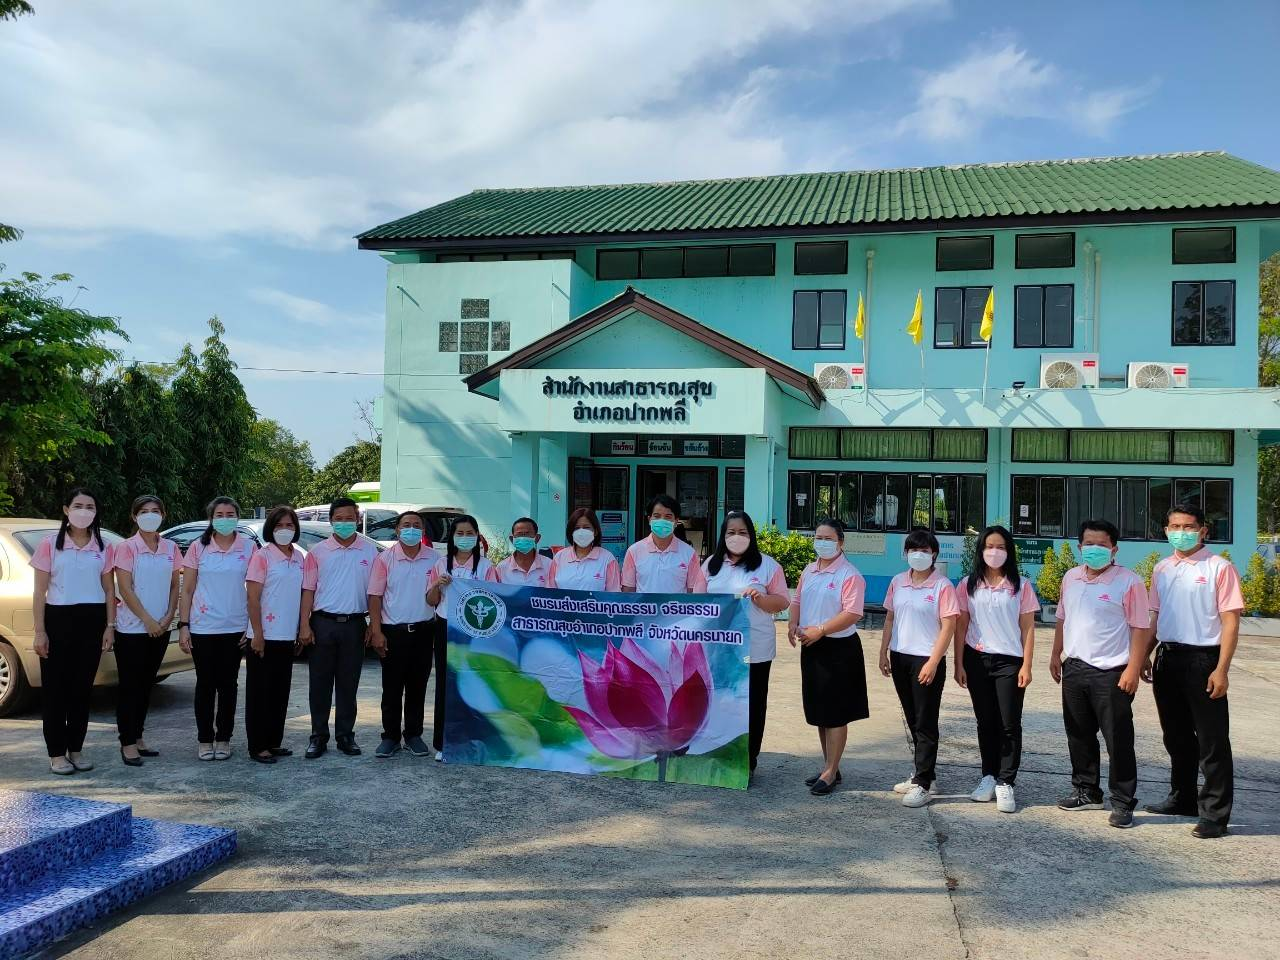 สำนักงานสาธารณสุข
อำเภอปากพลี
ชมรมส่งเสริมคุณธรรม จริยธรรม
สาธารณสุขอำเภอปากพลี จังหวัดนครนายก